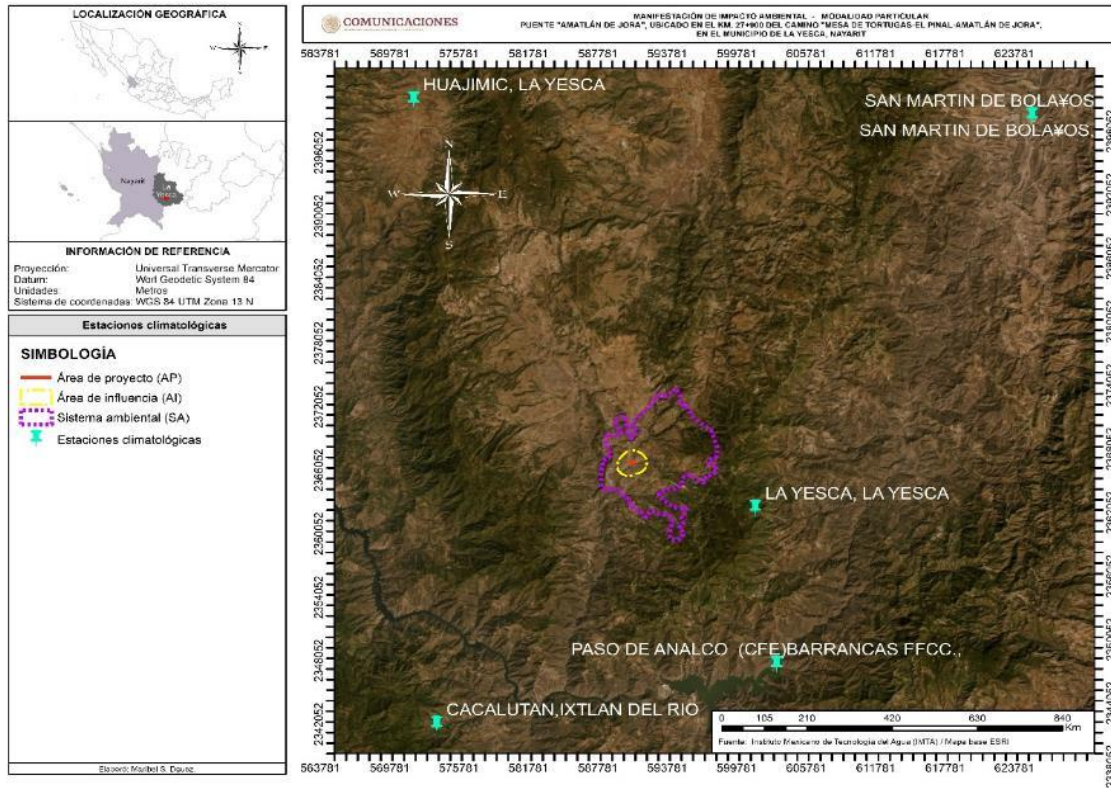 LOCALIZACIÓN GEOGRÁFICA
N
W
E
S
Nayarit
La
Yesca
INFORMACIÓN DE REFERENCIA
Proyección: Universal Transverse Mercator
Datum: Worl Geodetic System 84
Unidades: Metros
Sistema de coordenadas: WGS 84 UTM Zona 13 N
Estaciones climatológicas
SIMBOLOGÍA
Área de proyecto (AP)
Área de influencia (AI)
Sistema ambiental (SA)
Estaciones climatológicas
COMUNICACIONES
MANIFESTACIÓN DE IMPACTO AMBIENTAL - MODALIDAD PARTICULAR
PUENTE "AMATLÁN DE JORA", UBICADO EN EL KM. 27+900 DEL CAMINO "MESA DE TORTUGAS-EL PINAL-AMATLÁN DE JORA",
EN EL MUNICIPIO DE LA YESCA, NAYARIT
563781 569781 575781 581781 587781 593781 599781 605781 611781 617781 623781
HUAJIMIC, LA YESCA
SAN MARTIN DE BOLA¥OS
SAN MARTIN DE BOLA¥OS,
N
W
E
S
2396052
2390052
2384052
2378052
2372052
2366052
2360052
2354052
2348052
2342052
LA YESCA, LA YESCA
PASO DE ANALCO (CFE)BARRANCAS FFCC.,
CACALUTAN,IXTLAN DEL RIO
0 105 210 420 630 840
Km
Fuente: Instituto Mexicano de Tecnología del Agua (IMTA) / Mapa base ESRI
563781 569781 575781 581781 587781 593781 599781 605781 611781 617781 623781